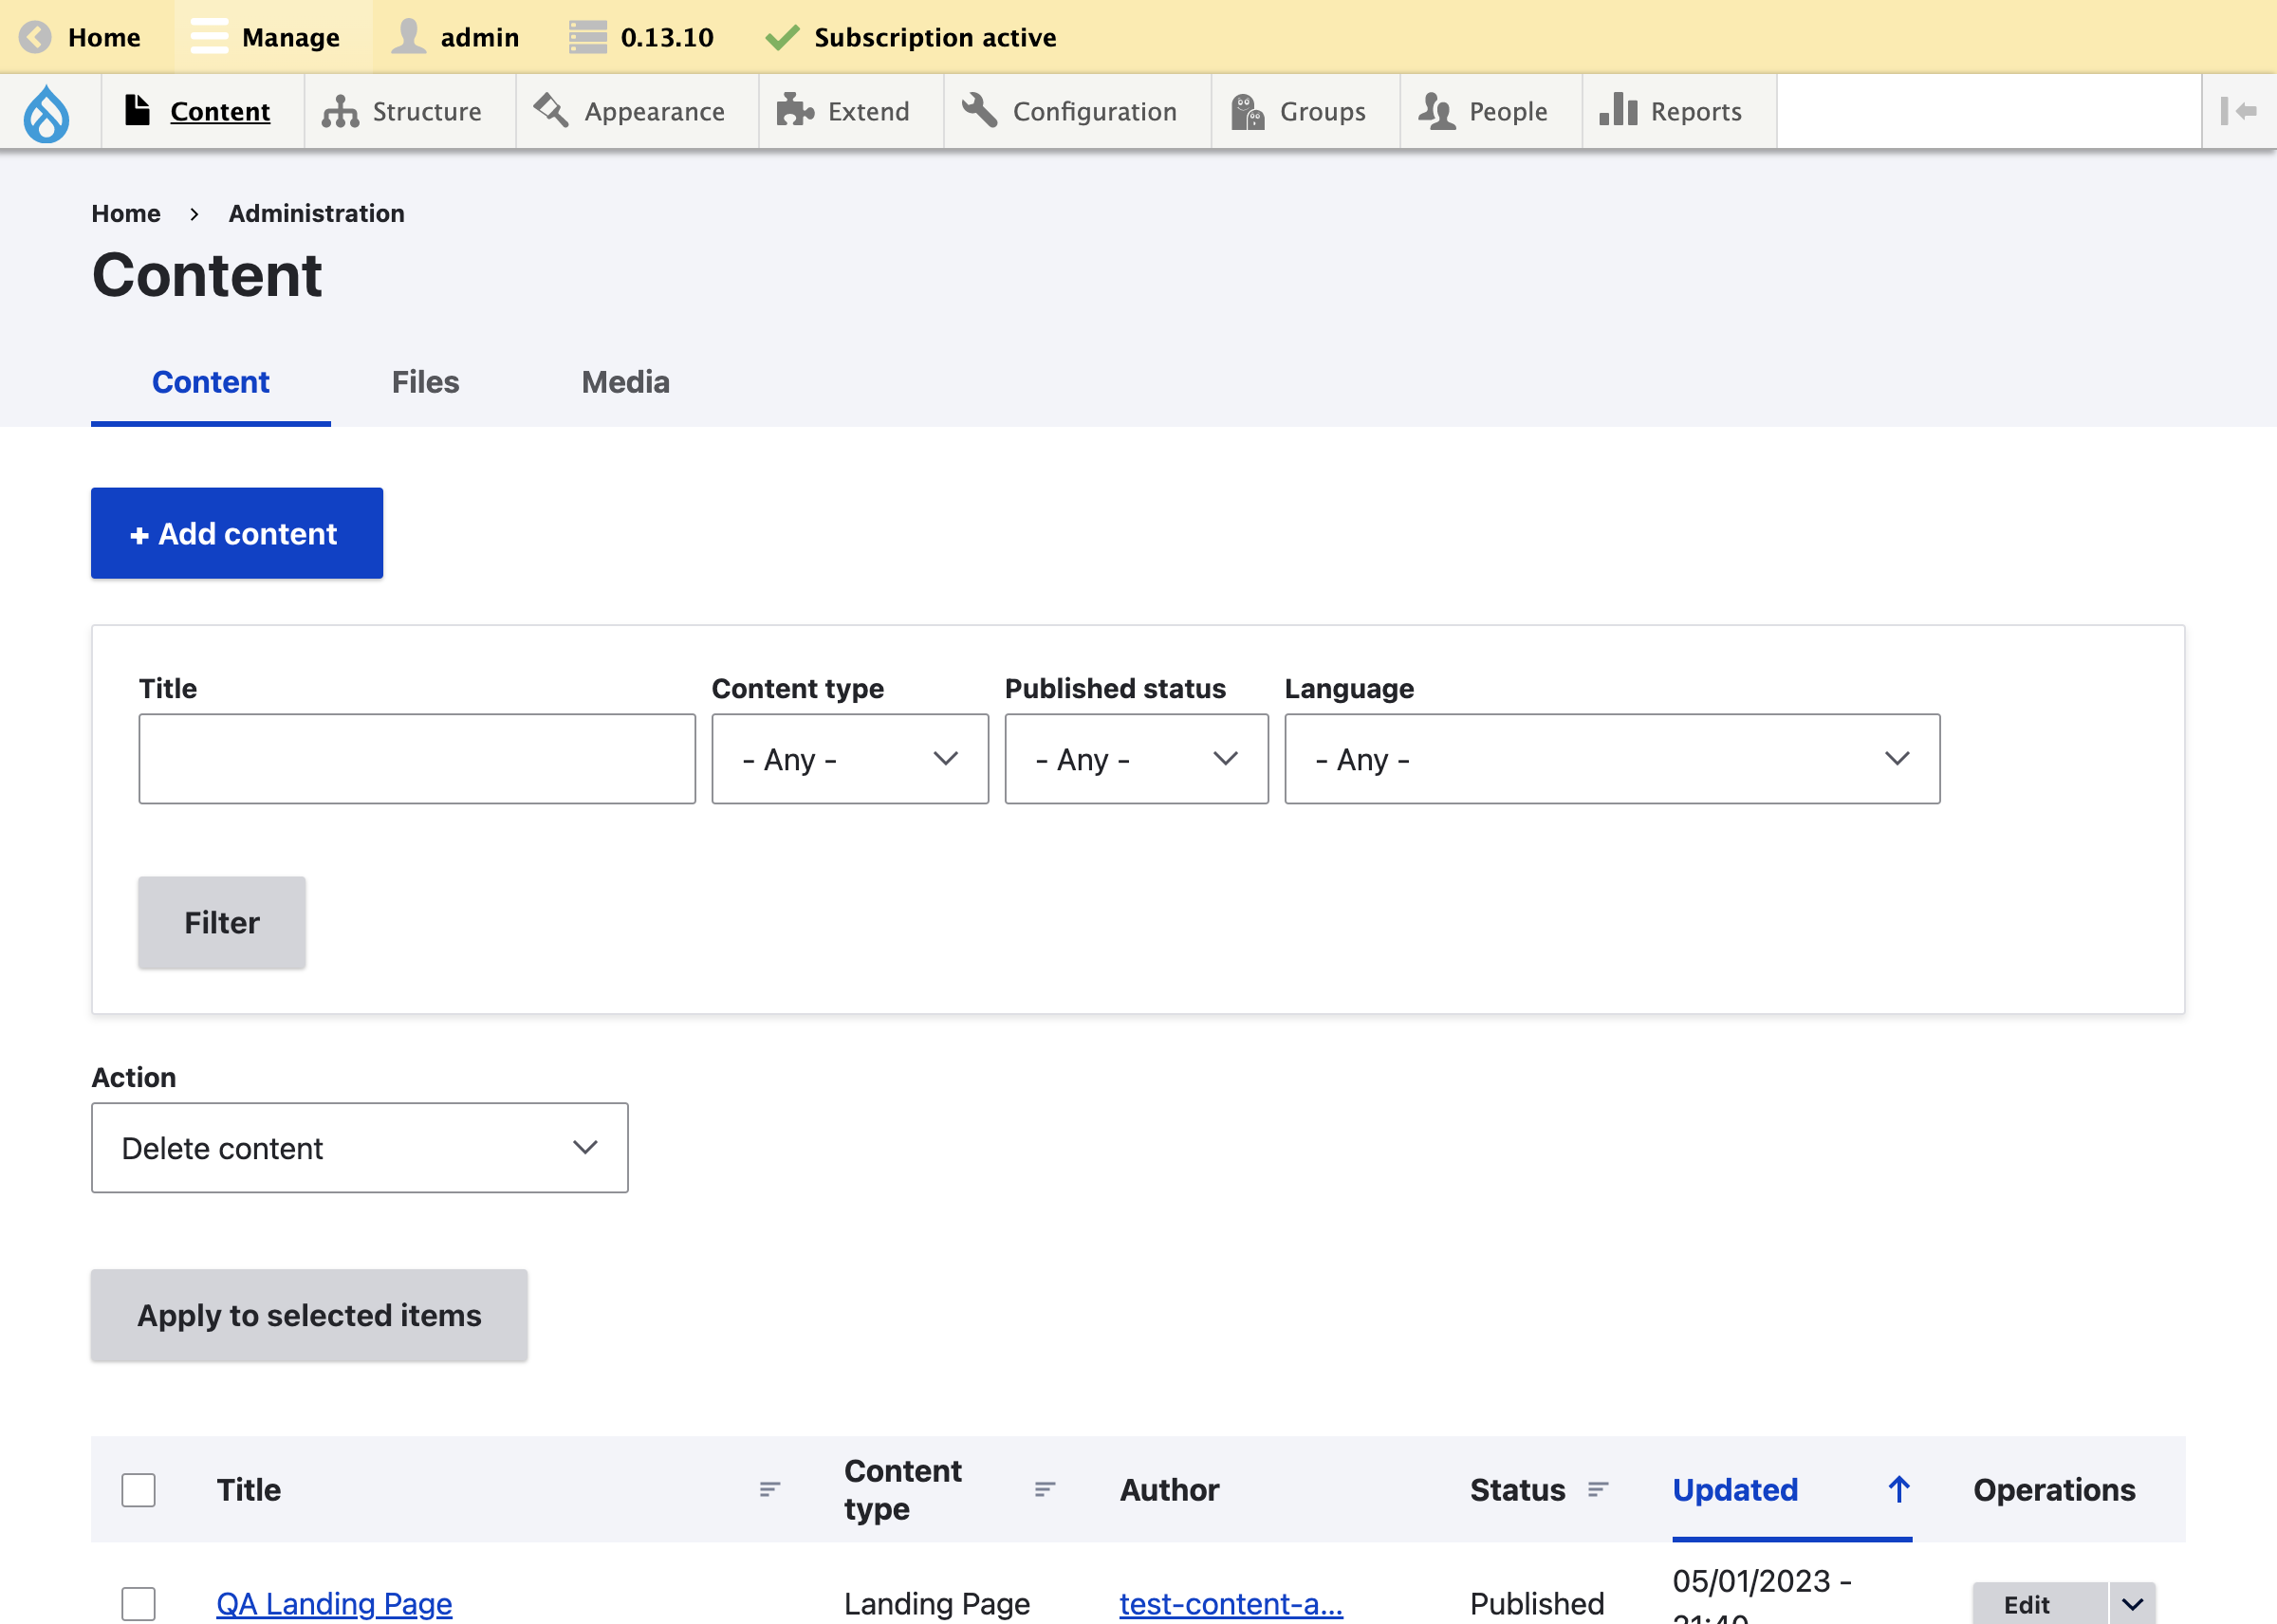 Home Manage admin 0.13.10 Subscription active
Content Structure Appearance Extend Configuration Groups People Reports
Home › Administration
Content
Content Files Media
+ Add content
Title Content type Published status Language
- Any - - Any - - Any -
Filter
Action
Delete content
Apply to selected items
Title Content type Author Status Updated Operations
QA Landing Page Landing Page test-content-a... Published 05/01/2023 - Edit
21:40